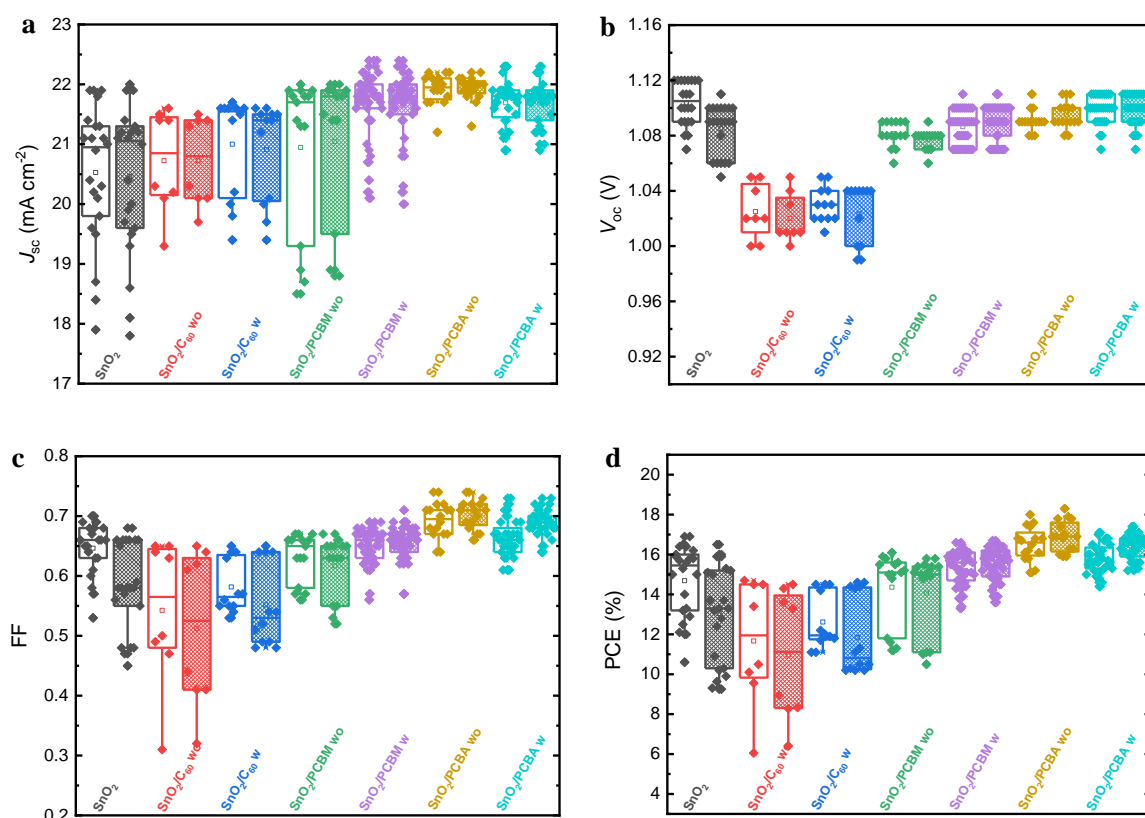 a
23
22
21
20
19
18
17
J_sc (mA cm⁻²)
SnO₂
SnO₂/C₆₀ wo
SnO₂/C₆₀ w
SnO₂/PCBM wo
SnO₂/PCBM w
SnO₂/PCBA wo
SnO₂/PCBA w
b
1.16
1.12
1.08
1.04
1.00
0.96
0.92
V_oc (V)
SnO₂
SnO₂/C₆₀ wo
SnO₂/C₆₀ w
SnO₂/PCBM wo
SnO₂/PCBM w
SnO₂/PCBA wo
SnO₂/PCBA w
c
0.8
0.7
0.6
0.5
0.4
0.3
0.2
FF
SnO₂
SnO₂/C₆₀ wo
SnO₂/C₆₀ w
SnO₂/PCBM wo
SnO₂/PCBM w
SnO₂/PCBA wo
SnO₂/PCBA w
d
20
18
16
14
12
10
8
6
4
PCE (%)
SnO₂
SnO₂/C₆₀ w
SnO₂/C₆₀ w
SnO₂/PCBM wo
SnO₂/PCBM w
SnO₂/PCBA wo
SnO₂/PCBA w